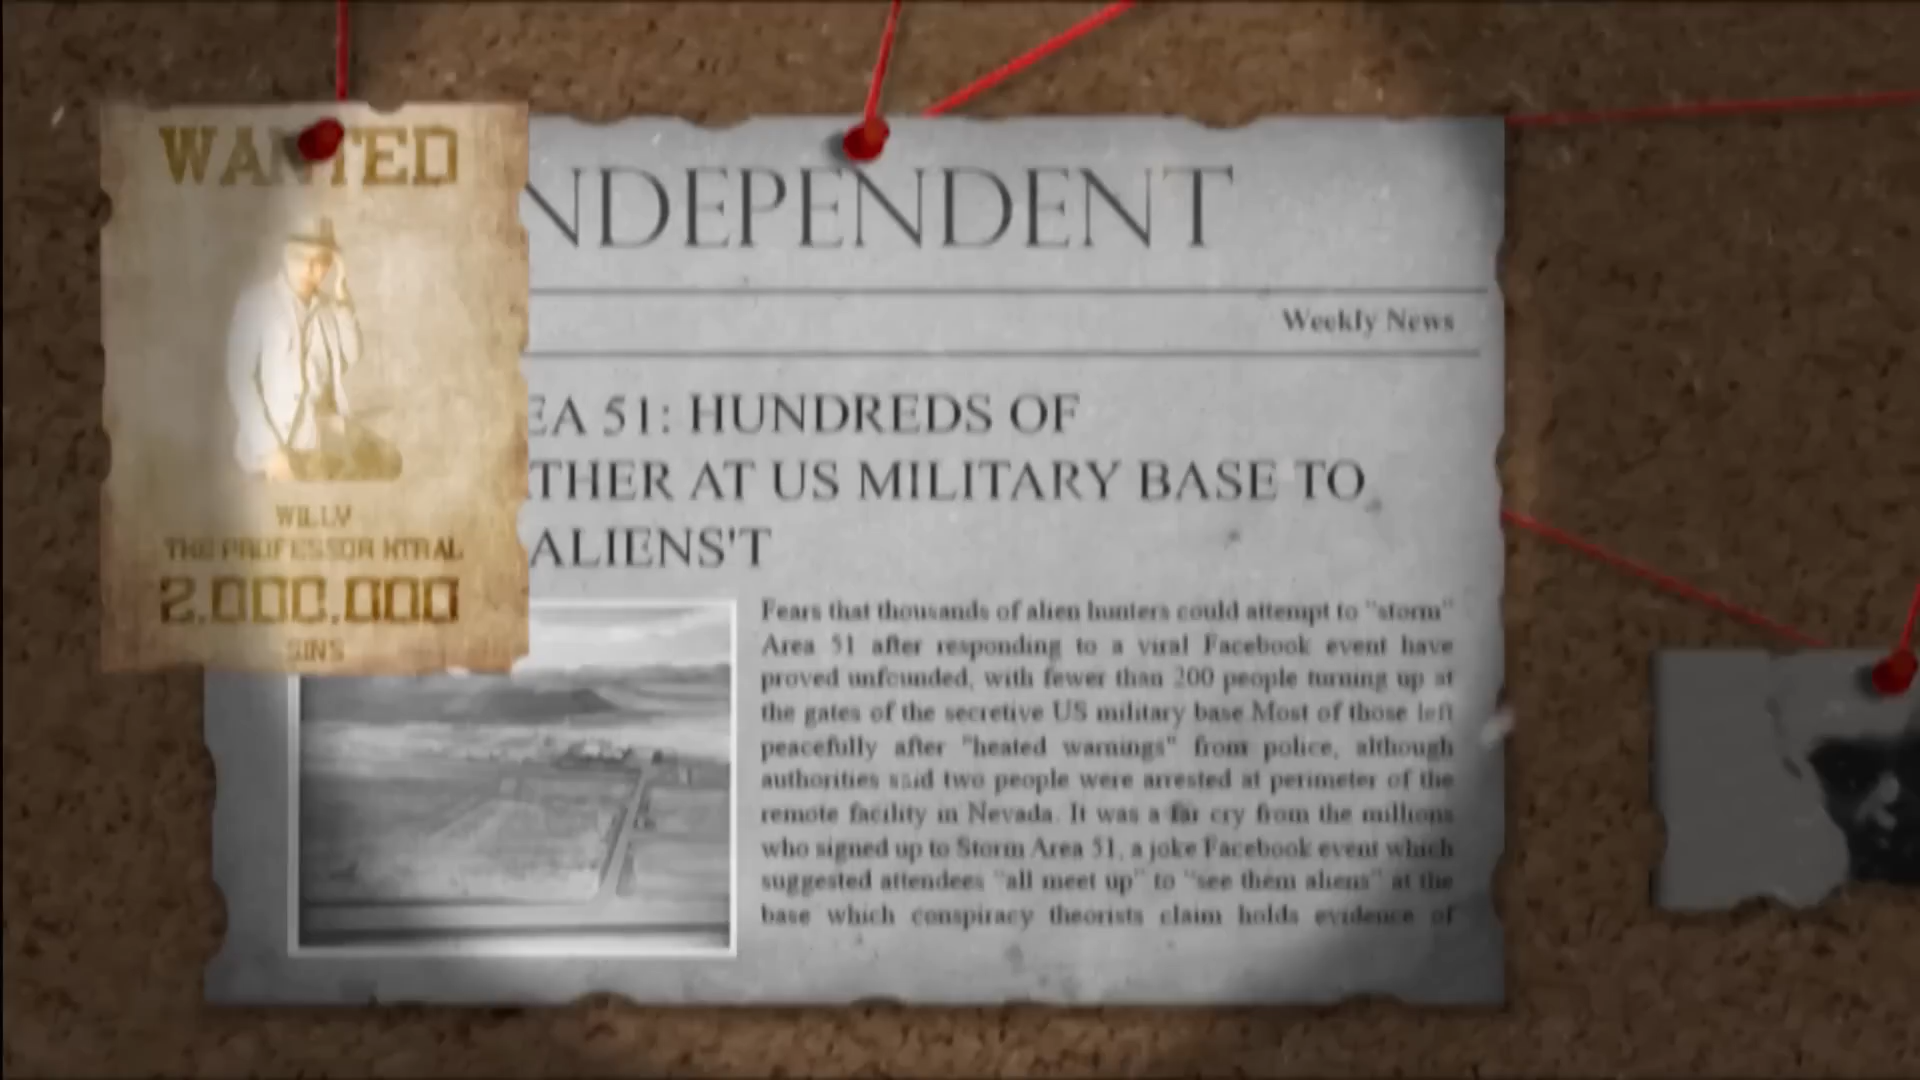 WANTED
WILLY
THE PROFESSOR XTRAL
2.000.000
SINS
NDEPENDENT
Weekly News
EA 51: HUNDREDS OF
THER AT US MILITARY BASE TO
ALIENS'T
Fears that thousands of alien hunters could attempt to "storm"
Area 51 after responding to a viral Facebook event have
proved unfounded, with fewer than 200 people turning up at
the gates of the secretive US military base.Most of those left
peacefully after "heated warnings" from police, although
authorities said two people were arrested at perimeter of the
remote facility in Nevada. It was a far cry from the millions
who signed up to Storm Area 51, a joke Facebook event which
suggested attendees "all meet up" to "see them aliens" at the
base which conspiracy theorists claim holds evidence of